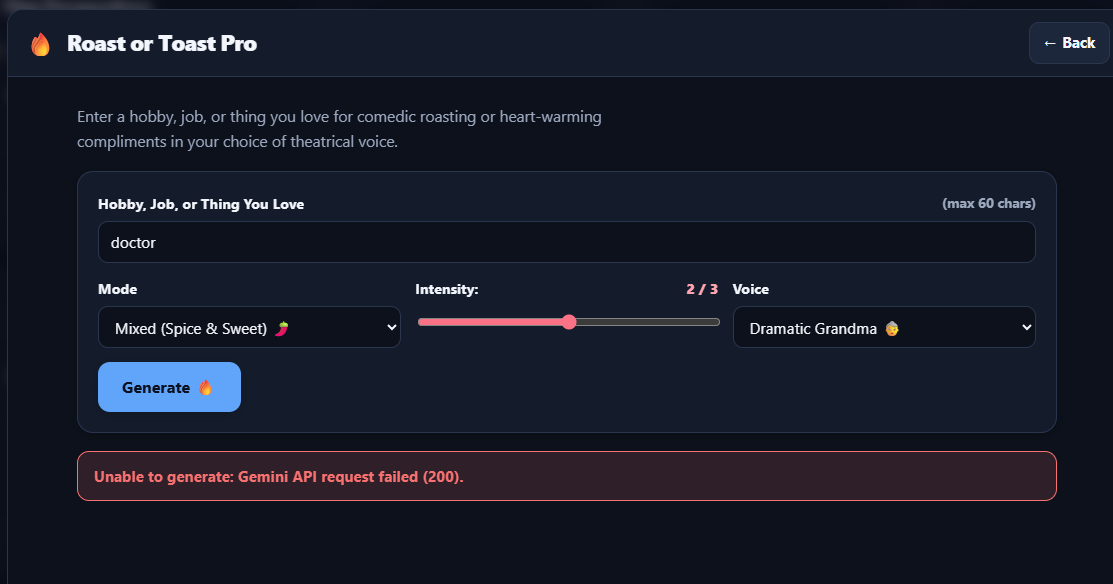 🔥 Roast or Toast Pro
← Back
Enter a hobby, job, or thing you love for comedic roasting or heart-warming
compliments in your choice of theatrical voice.
Hobby, Job, or Thing You Love (max 60 chars)
doctor
Mode Intensity: 2 / 3 Voice
Mixed (Spice & Sweet) 🌶️ Dramatic Grandma 👵
Generate 🔥
Unable to generate: Gemini API request failed (200).